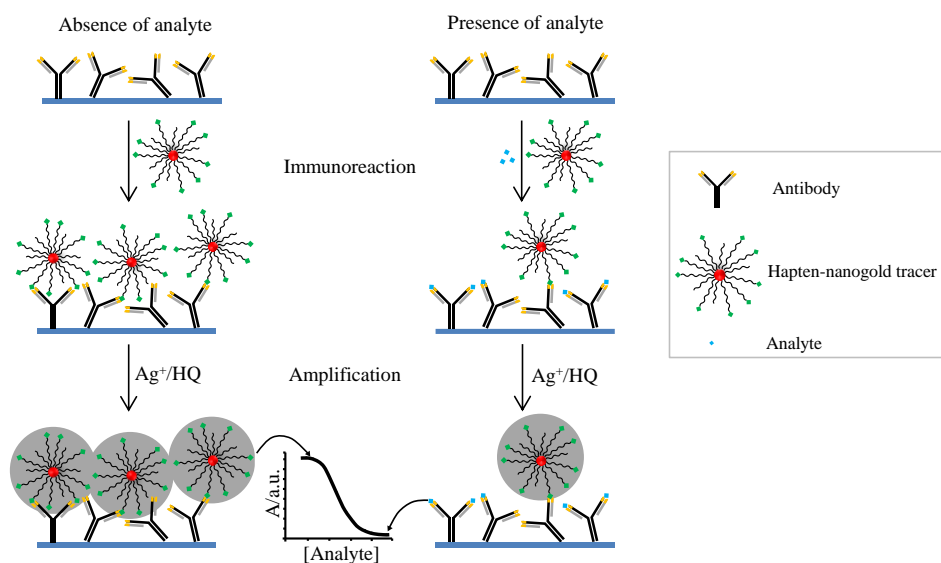 Absence of analyte
Presence of analyte
Immunoreaction
Antibody
Hapten-nanogold tracer
Analyte
Ag⁺/HQ
Amplification
Ag⁺/HQ
A/a.u.
[Analyte]